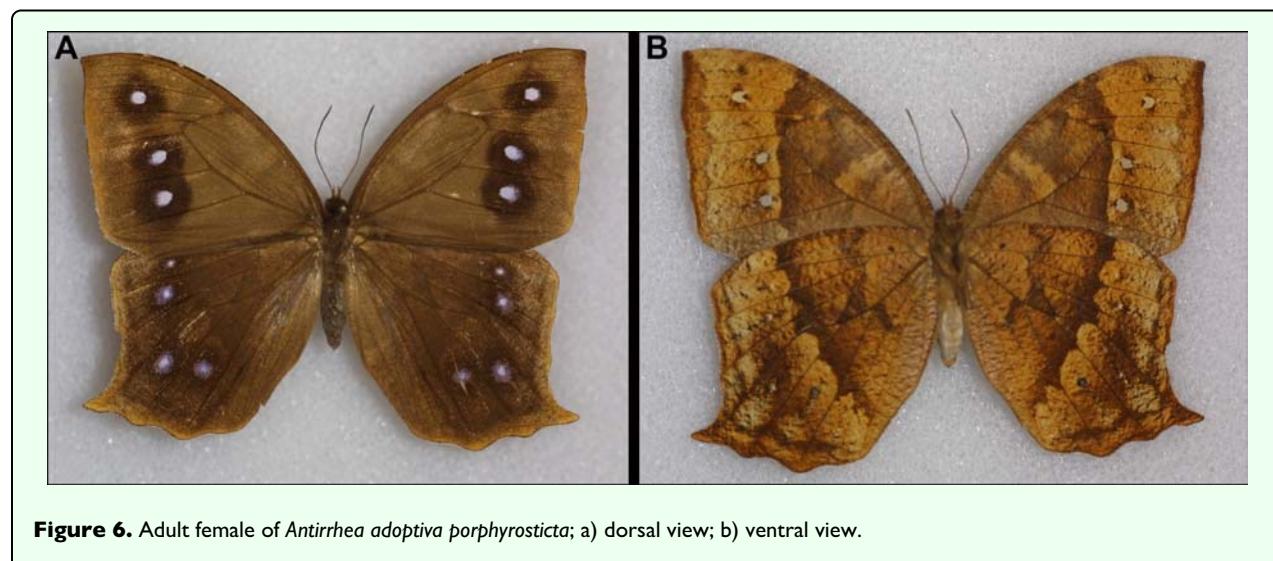 A
B
Figure 6. Adult female of Antirrhea adoptiva porphyrosticta; a) dorsal view; b) ventral view.